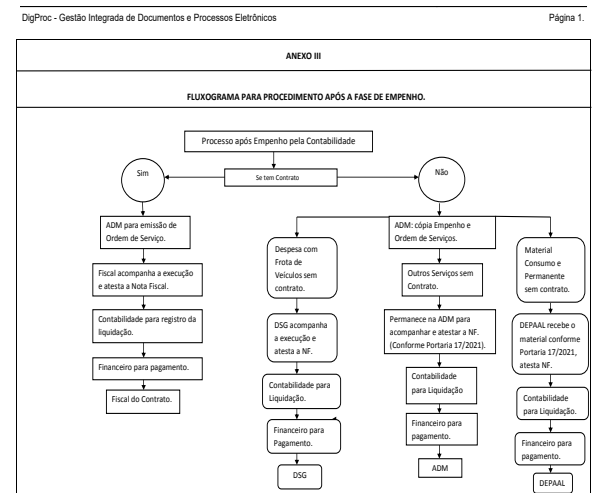 DigProc - Gestão Integrada de Documentos e Processos Eletrônicos
Página 1.
ANEXO III
FLUXOGRAMA PARA PROCEDIMENTO APÓS A FASE DE EMPENHO.
Processo após Empenho pela Contabilidade
Sim
Se tem Contrato
Não
ADM para emissão de
Ordem de Serviço.
Fiscal acompanha a execução
e atesta a Nota Fiscal.
Contabilidade para registro da
liquidação.
Financeiro para pagamento.
Fiscal do Contrato.
Despesa com
Frota de
Veículos sem
contrato.
DSG acompanha
a execução e
atesta a NF.
Contabilidade para
Liquidação.
Financeiro para
Pagamento.
DSG
ADM: cópia Empenho e
Ordem de Serviços.
Outros Serviços sem
Contrato.
Permanece na ADM para
acompanhar e atestar a NF.
(Conforme Portaria 17/2021).
Contabilidade
para Liquidação
Financeiro para
pagamento.
ADM
Material
Consumo e
Permanente
sem contrato.
DEPAAL recebe o
material conforme
Portaria 17/2021,
atesta NF.
Contabilidade
para Liquidação.
Financeiro para
pagamento.
DEPAAL